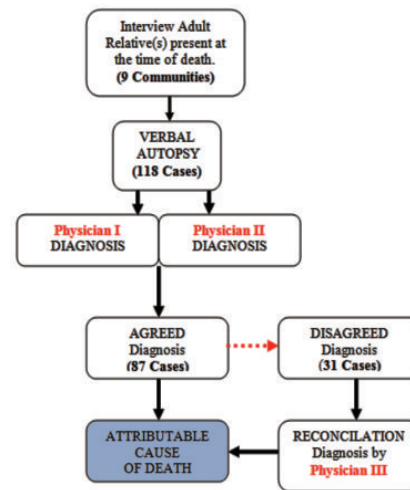 Interview Adult
Relative(s) present at
the time of death.
(9 Communities)
VERBAL
AUTOPSY
(118 Cases)
Physician I
DIAGNOSIS
Physician II
DIAGNOSIS
AGREED
Diagnosis
(87 Cases)
DISAGREED
Diagnosis
(31 Cases)
ATTRIBUTABLE
CAUSE
OF DEATH
RECONCILATION
Diagnosis by
Physician III